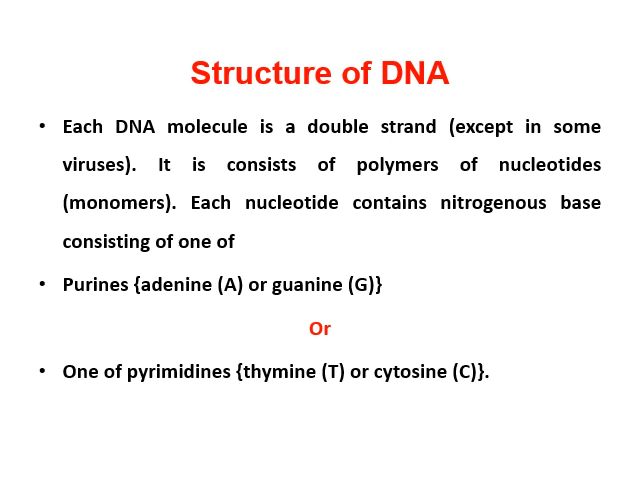 Structure of DNA
• Each DNA molecule is a double strand (except in some
viruses). It is consists of polymers of nucleotides
(monomers). Each nucleotide contains nitrogenous base
consisting of one of
• Purines {adenine (A) or guanine (G)}
Or
• One of pyrimidines {thymine (T) or cytosine (C)}.